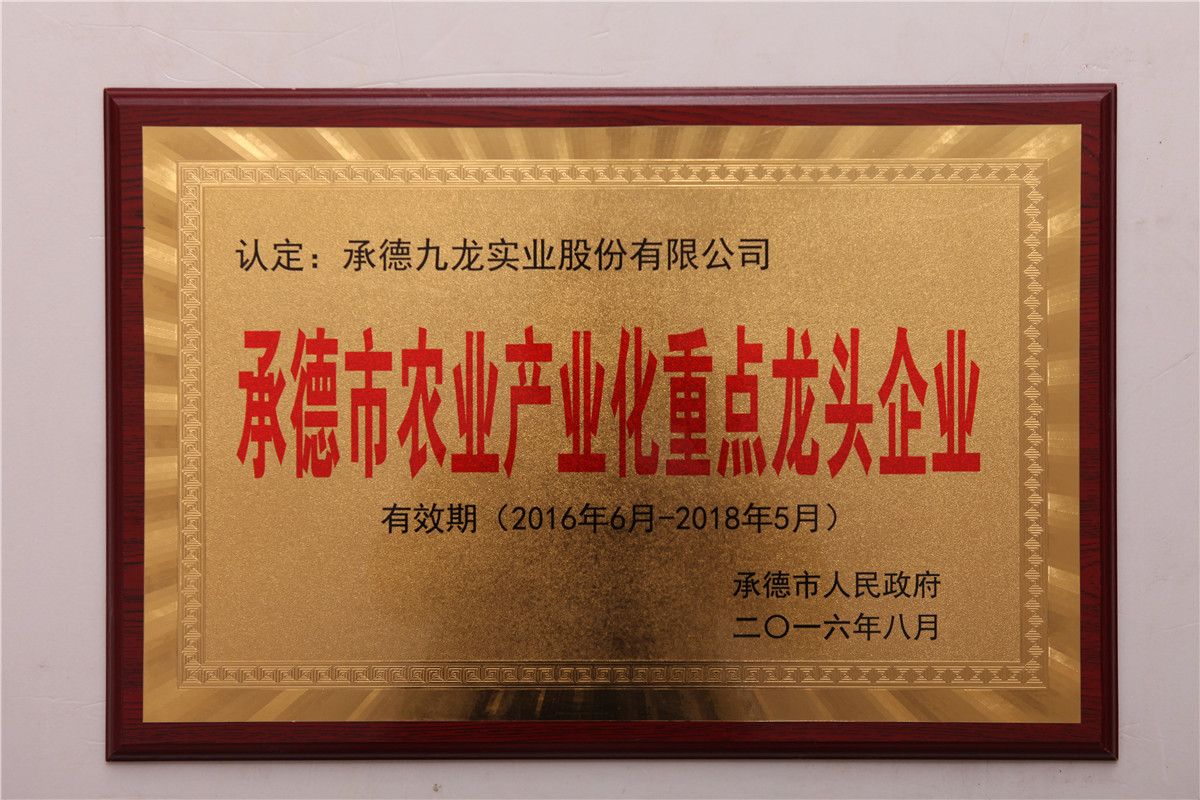 认定：承德九龙实业股份有限公司
承德市农业产业化重点龙头企业
有效期（2016年6月-2018年5月）
承德市人民政府
二〇一六年八月